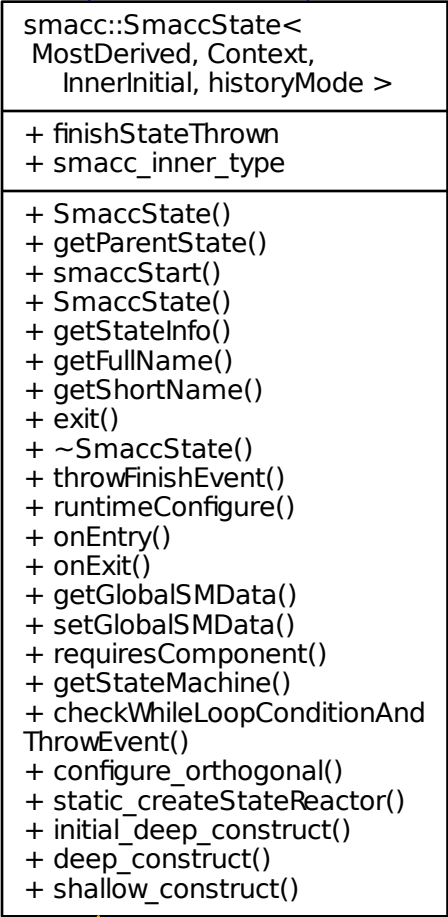 smacc::SmaccState<
MostDerived, Context,
InnerInitial, historyMode >
+ finishStateThrown
+ smacc_inner_type
+ SmaccState()
+ getParentState()
+ smaccStart()
+ SmaccState()
+ getStateInfo()
+ getFullName()
+ getShortName()
+ exit()
+ ~SmaccState()
+ throwFinishEvent()
+ runtimeConfigure()
+ onEntry()
+ onExit()
+ getGlobalSMData()
+ setGlobalSMData()
+ requiresComponent()
+ getStateMachine()
+ checkWhileLoopConditionAnd
ThrowEvent()
+ configure_orthogonal()
+ static_createStateReactor()
+ initial_deep_construct()
+ deep_construct()
+ shallow_construct()